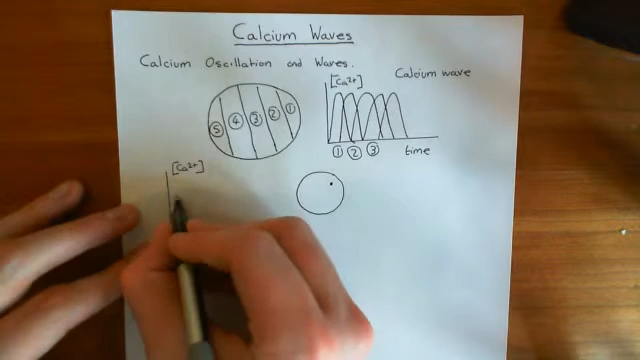 Calcium Waves
Calcium Oscillation and Waves.
[Ca²⁺]
Calcium wave
⑤ ④ ③ ② ①
① ② ③ time
[Ca²⁺]